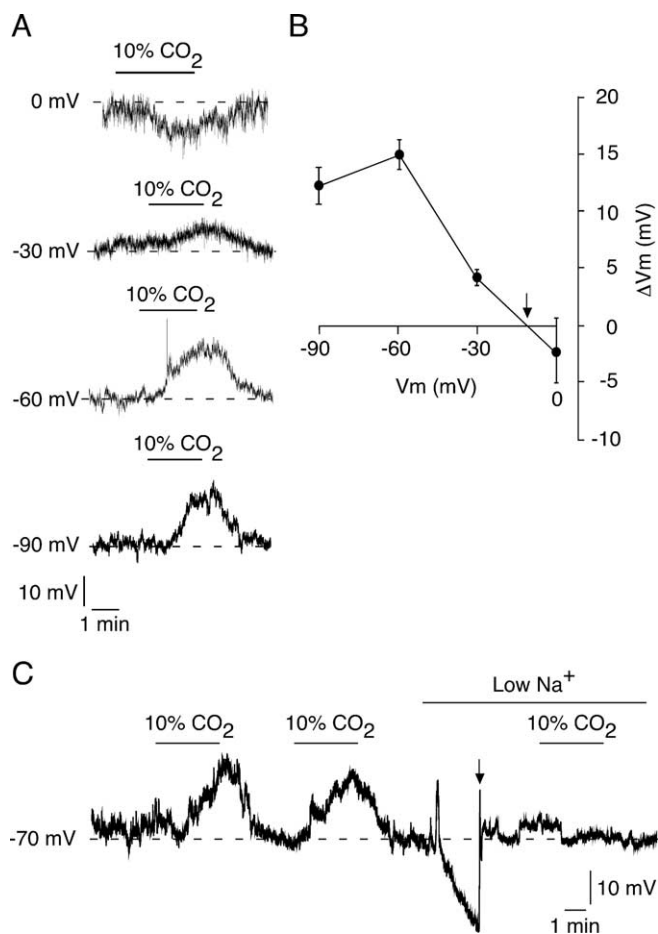 A
10% CO2
0 mV
10% CO2
-30 mV
10% CO2
-60 mV
10% CO2
-90 mV
10 mV
1 min
B
20
15
10
5
0
-5
-10
ΔVm (mV)
-90
-60
-30
0
Vm (mV)
C
Low Na+
10% CO2 10% CO2 10% CO2
-70 mV
10 mV
1 min